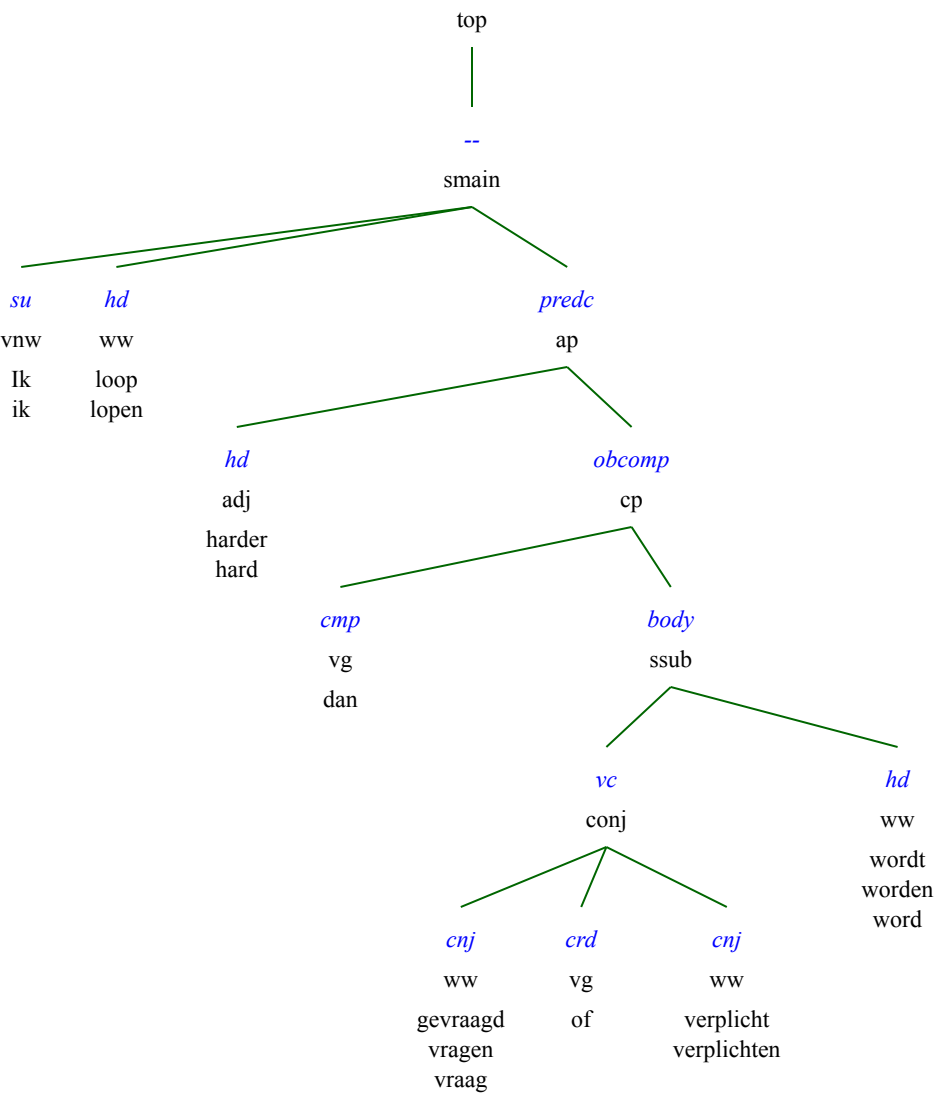 top
--
smain
su hd predc
vnw ww ap
Ik loop
ik lopen
hd obcomp
adj cp
harder
hard
cmp body
vg ssub
dan
vc hd
conj ww
wordt
worden
word
cnj crd cnj
ww vg ww
gevraagd of verplicht
vragen verplichten
vraag